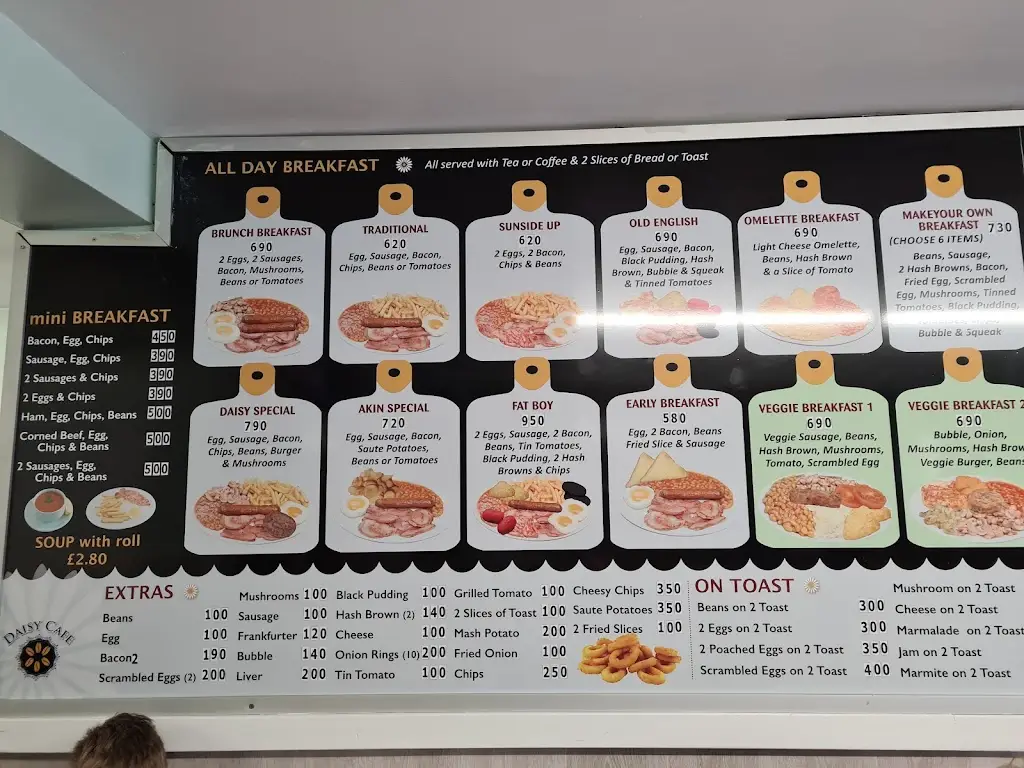 ALL DAY BREAKFAST All served with Tea or Coffee & 2 Slices of Bread or Toast
BRUNCH BREAKFAST
690
2 Eggs, 2 Sausages,
Bacon, Mushrooms,
Beans or Tomatoes
TRADITIONAL
620
Egg, Sausage, Bacon,
Chips, Beans or Tomatoes
SUNSIDE UP
620
2 Eggs, 2 Bacon,
Chips & Beans
OLD ENGLISH
690
Egg, Sausage, Bacon,
Black Pudding, Hash
Brown, Bubble & Squeak
& Tinned Tomatoes
OMELETTE BREAKFAST
690
Light Cheese Omelette,
Beans, Hash Brown
& a Slice of Tomato
MAKEYOUR OWN
BREAKFAST 730
(CHOOSE 6 ITEMS)
Beans, Sausage,
2 Hash Browns, Bacon,
Fried Egg, Scrambled
Egg, Mushrooms, Tinned
Tomatoes, Black Pudding,
Bubble & Squeak
mini BREAKFAST
Bacon, Egg, Chips 450
Sausage, Egg, Chips 390
2 Sausages & Chips 390
2 Eggs & Chips 390
Ham, Egg, Chips, Beans 500
Corned Beef, Egg,
Chips & Beans 500
2 Sausages, Egg,
Chips & Beans 500
SOUP with roll
£2.80
DAISY SPECIAL
790
Egg, Sausage, Bacon,
Chips, Beans, Burger
& Mushrooms
AKIN SPECIAL
720
Egg, Sausage, Bacon,
Saute Potatoes,
Beans or Tomatoes
FAT BOY
950
2 Eggs, Sausage, 2 Bacon,
Beans, Tin Tomatoes,
Black Pudding, 2 Hash
Browns & Chips
EARLY BREAKFAST
580
Egg, 2 Bacon, Beans
Fried Slice & Sausage
VEGGIE BREAKFAST 1
690
Veggie Sausage, Beans,
Hash Brown, Mushrooms,
Tomato, Scrambled Egg
VEGGIE BREAKFAST 2
690
Bubble, Onion,
Mushrooms, Hash Brow
Veggie Burger, Beans
DAISY CAFE
EXTRAS
Beans 100
Egg 100
Bacon2 190
Scrambled Eggs (2) 200
Mushrooms 100
Sausage 100
Frankfurter 120
Bubble 140
Liver 200
Black Pudding 100
Hash Brown (2) 140
Cheese 100
Onion Rings (10) 200
Tin Tomato 100
Grilled Tomato 100
2 Slices of Toast 100
Mash Potato 200
Fried Onion 100
Chips 250
Cheesy Chips 350
Saute Potatoes 350
2 Fried Slices 100
ON TOAST
Beans on 2 Toast 300
2 Eggs on 2 Toast 300
2 Poached Eggs on 2 Toast 350
Scrambled Eggs on 2 Toast 400
Mushroom on 2 Toast
Cheese on 2 Toast
Marmalade on 2 Toast
Jam on 2 Toast
Marmite on 2 Toast